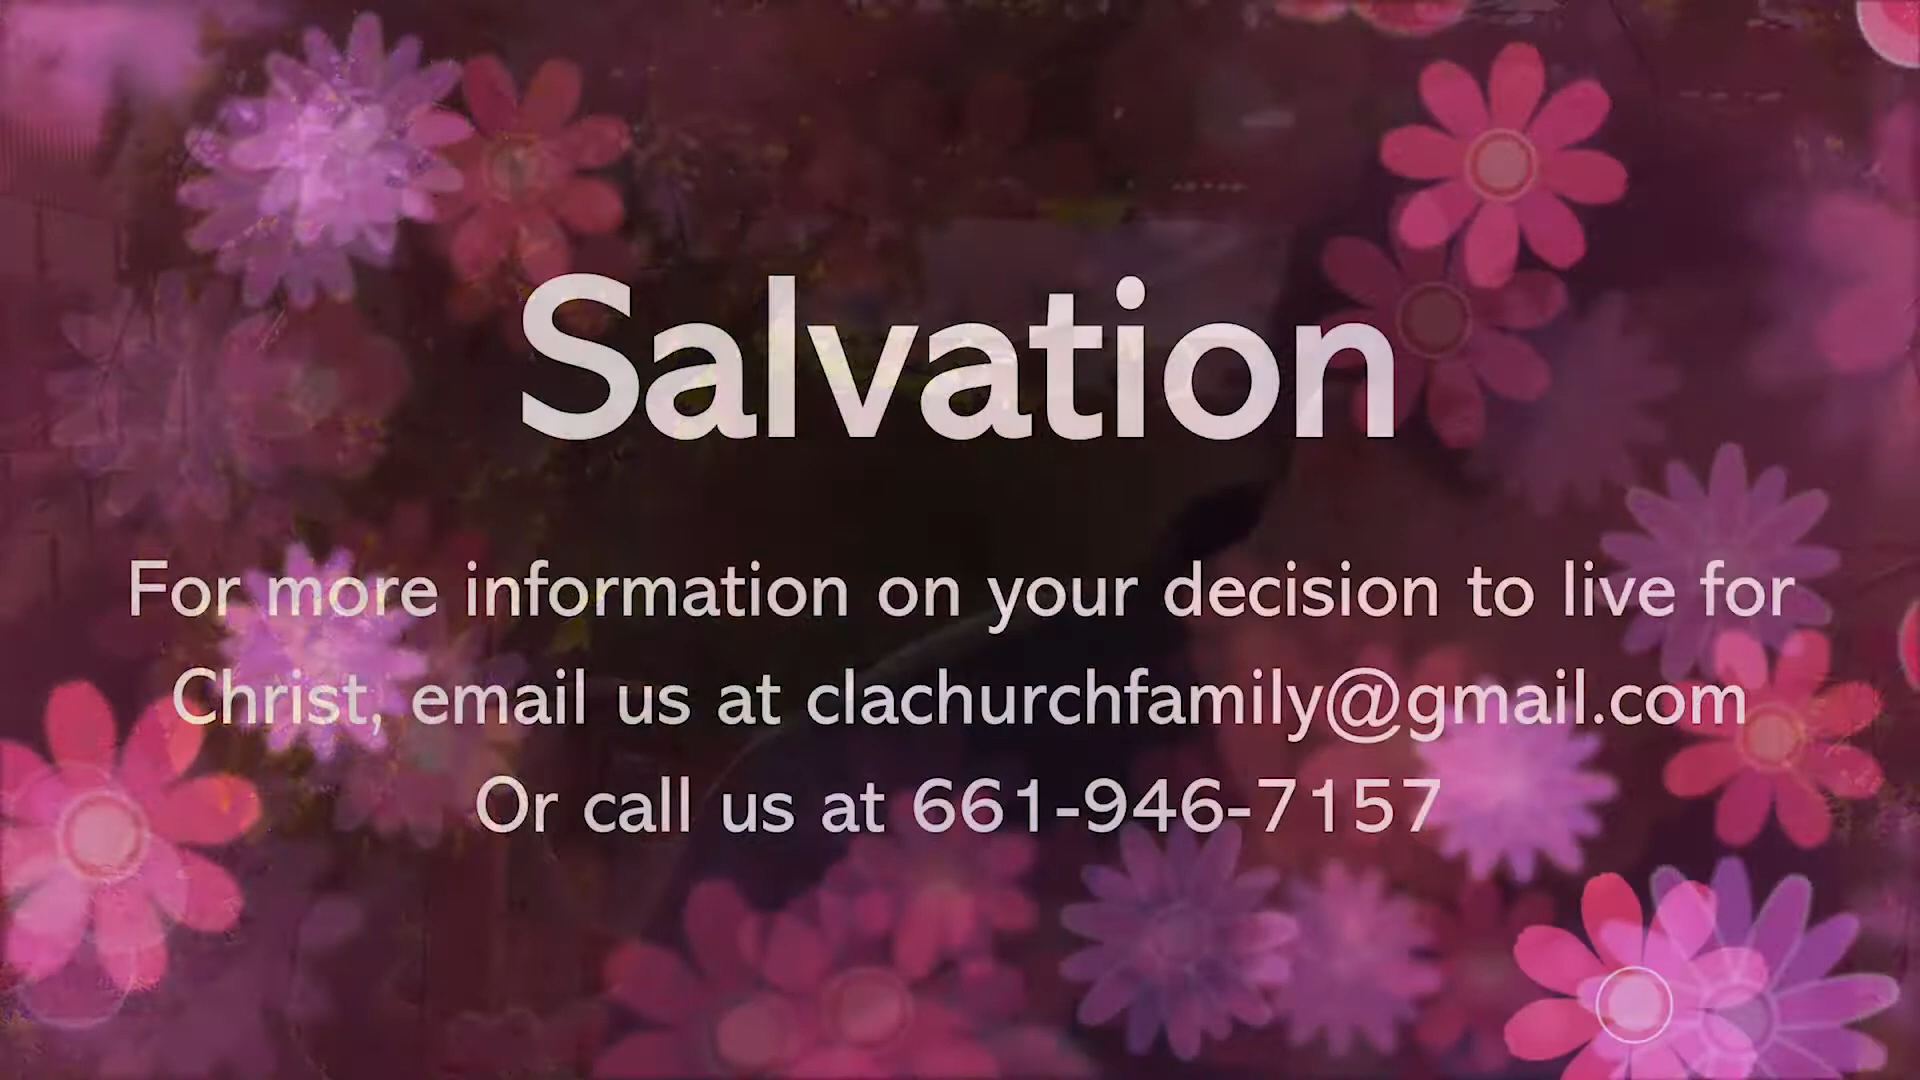 Salvation
For more information on your decision to live for
Christ, email us at clachurchfamily@gmail.com
Or call us at 661-946-7157